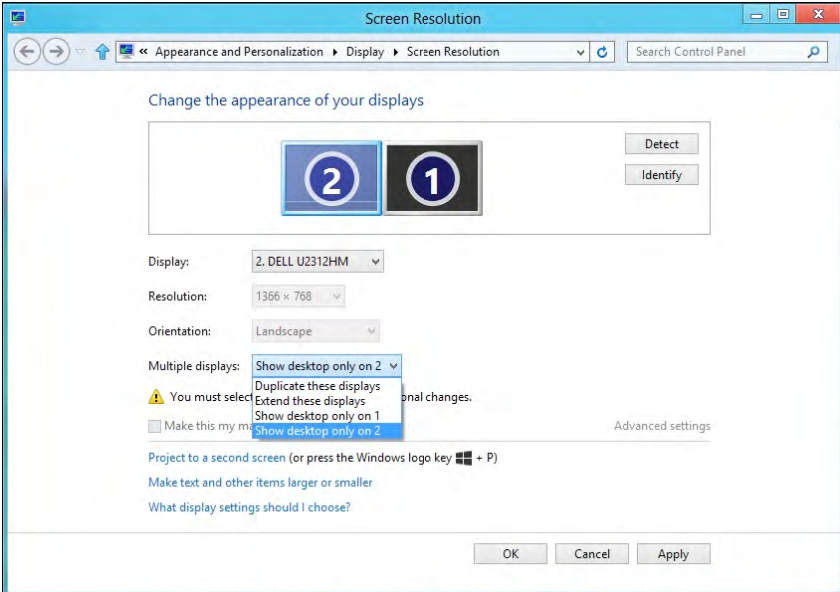 Screen Resolution
« Appearance and Personalization ▸ Display ▸ Screen Resolution
Search Control Panel
Change the appearance of your displays
2 1
Detect
Identify
Display: 2. DELL U2312HM
Resolution: 1366 × 768
Orientation: Landscape
Multiple displays: Show desktop only on 2
Duplicate these displays
You must select onal changes.
Extend these displays
Show desktop only on 1
Make this my ma Advanced settings
Show desktop only on 2
Project to a second screen (or press the Windows logo key + P)
Make text and other items larger or smaller
What display settings should I choose?
OK Cancel Apply